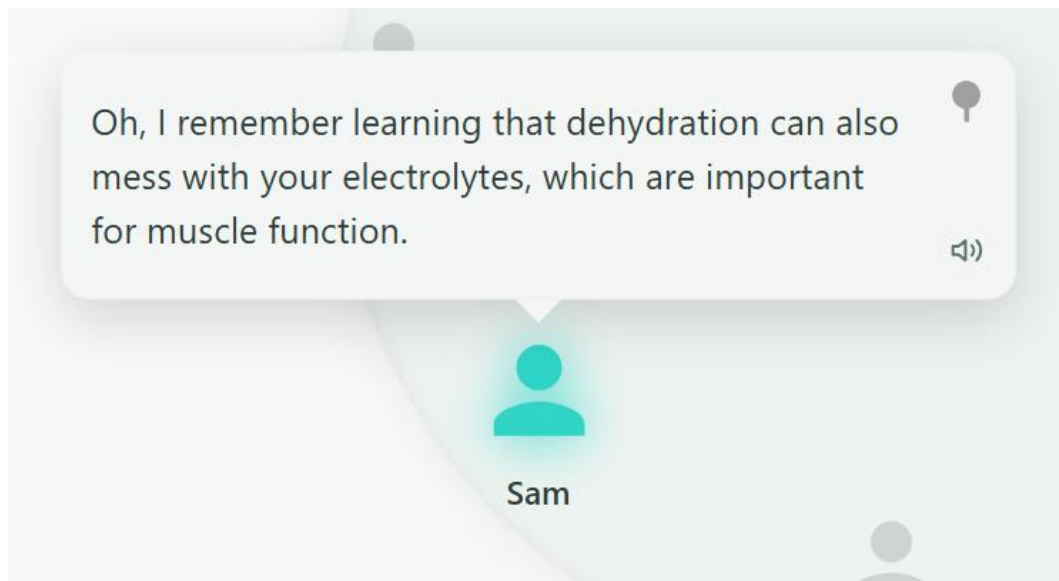 Oh, I remember learning that dehydration can also
mess with your electrolytes, which are important
for muscle function.
Sam